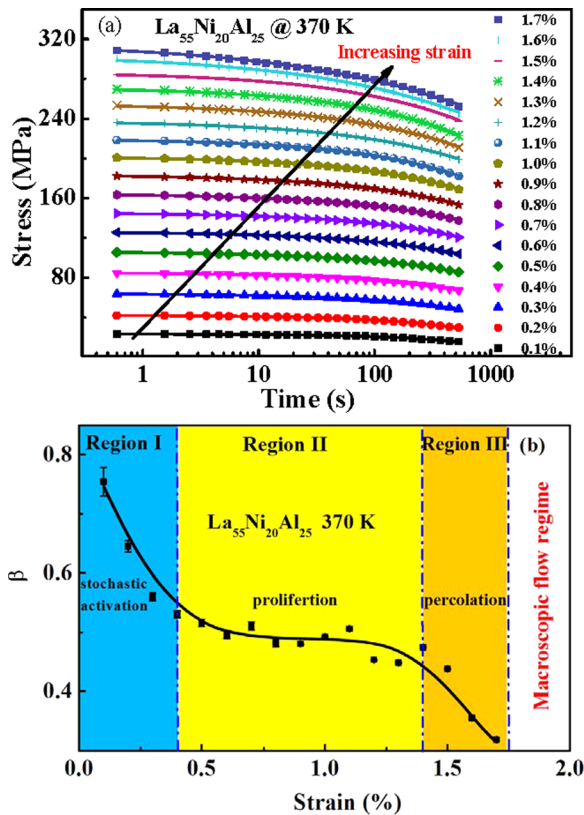 (a) La₅₅Ni₂₀Al₂₅ @ 370 K
Increasing strain
Stress (MPa)
320
240
160
80
1 10 100 1000
Time (s)
1.7%
1.6%
1.5%
1.4%
1.3%
1.2%
1.1%
1.0%
0.9%
0.8%
0.7%
0.6%
0.5%
0.4%
0.3%
0.2%
0.1%
Region I Region II Region III (b)
La₅₅Ni₂₀Al₂₅ 370 K
stochastic
activation
prolifertion
percolation
Macroscopic flow regime
β
0.8
0.6
0.4
0.0 0.5 1.0 1.5 2.0
Strain (%)